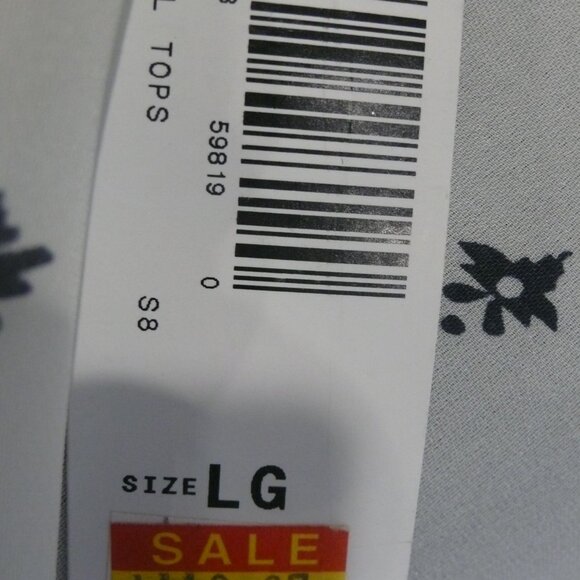 L TOPS
59819
0
S8
SIZE LG
SALE